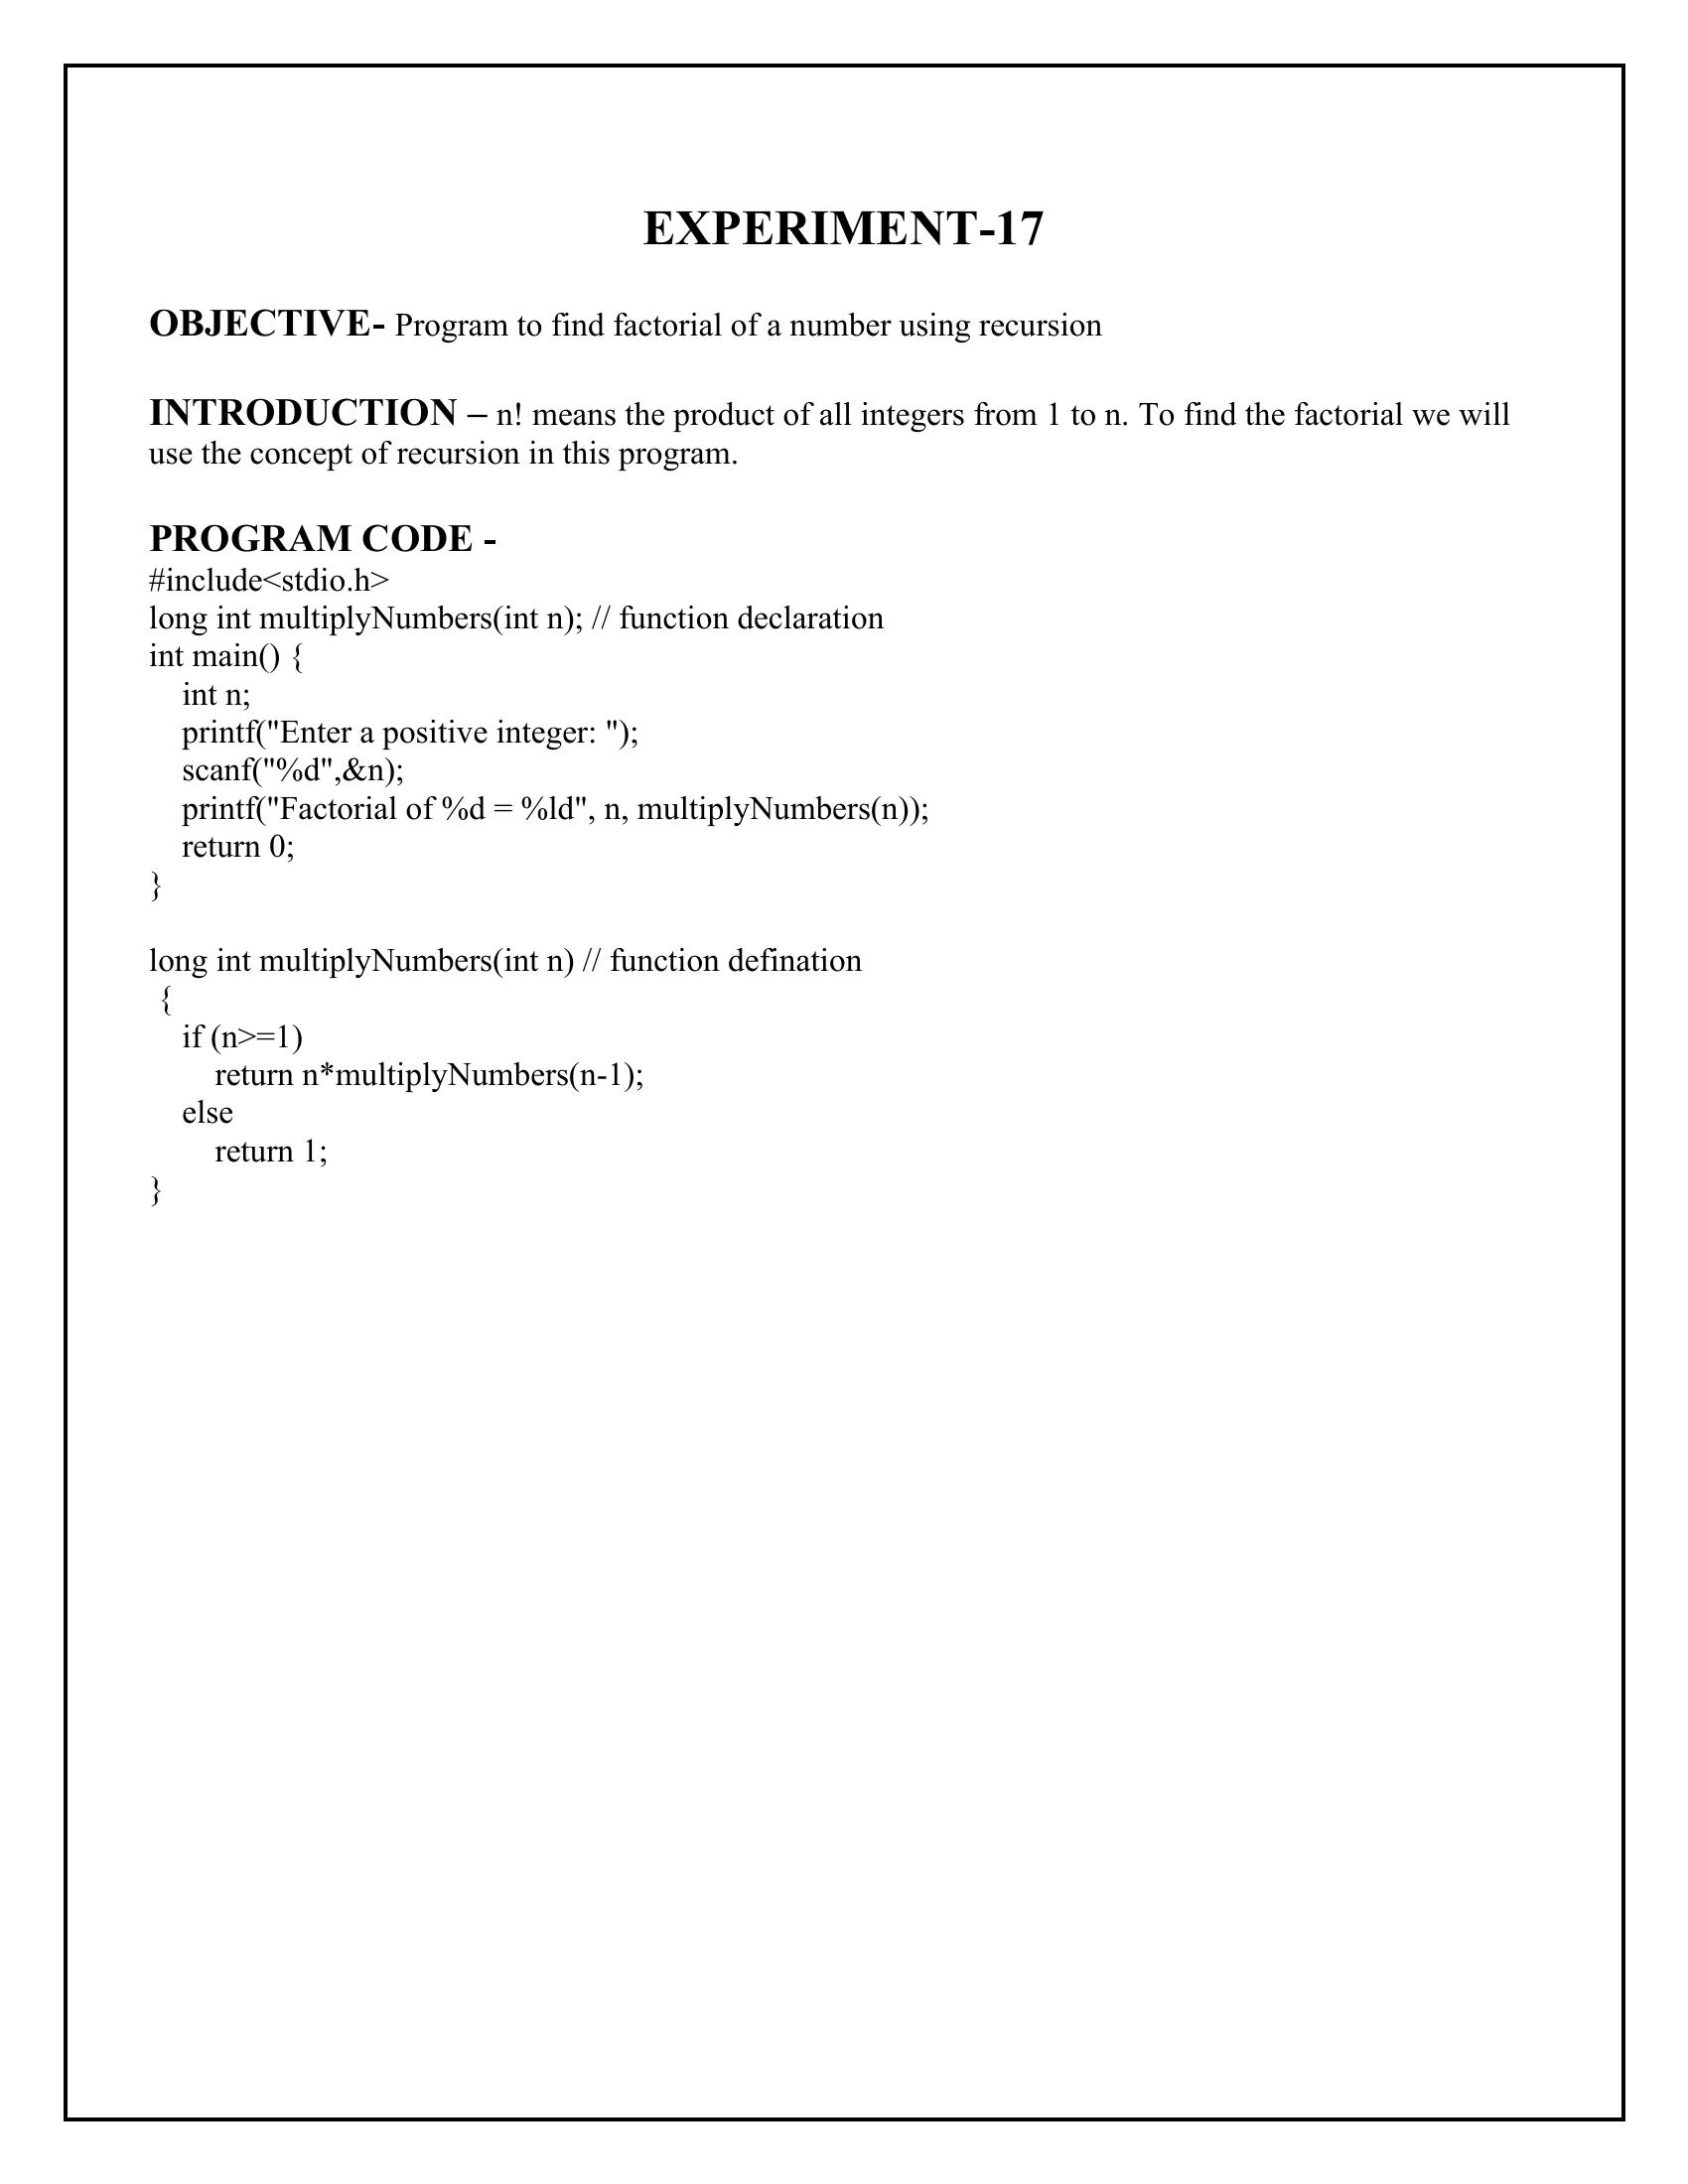 EXPERIMENT-17
OBJECTIVE- Program to find factorial of a number using recursion
INTRODUCTION – n! means the product of all integers from 1 to n. To find the factorial we will
use the concept of recursion in this program.
PROGRAM CODE -
#include<stdio.h>
long int multiplyNumbers(int n); // function declaration
int main() {
    int n;
    printf("Enter a positive integer: ");
    scanf("%d",&n);
    printf("Factorial of %d = %ld", n, multiplyNumbers(n));
    return 0;
}
long int multiplyNumbers(int n) // function defination
 {
    if (n>=1)
        return n*multiplyNumbers(n-1);
    else
        return 1;
}